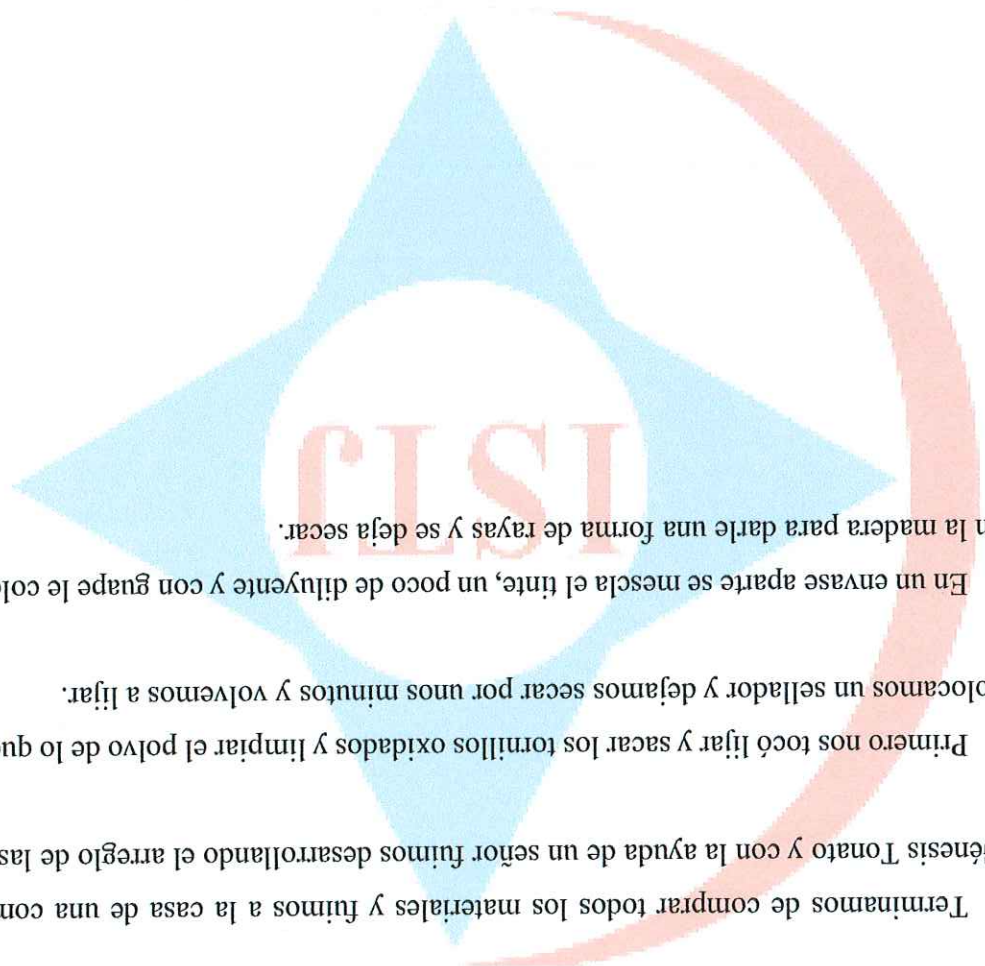 Terminamos de comprar todos los materiales y fuimos a la casa de una com
énesis Tonato y con la ayuda de un señor fuimos desarrollando el arreglo de las
Primero nos tocó lijar y sacar los tornillos oxidados y limpiar el polvo de lo qu
olocamos un sellador y dejamos secar por unos minutos y volvemos a lijar.
En un envase aparte se mescla el tinte, un poco de diluyente y con guape le colo
n la madera para darle una forma de rayas y se deja secar.
ISTJ